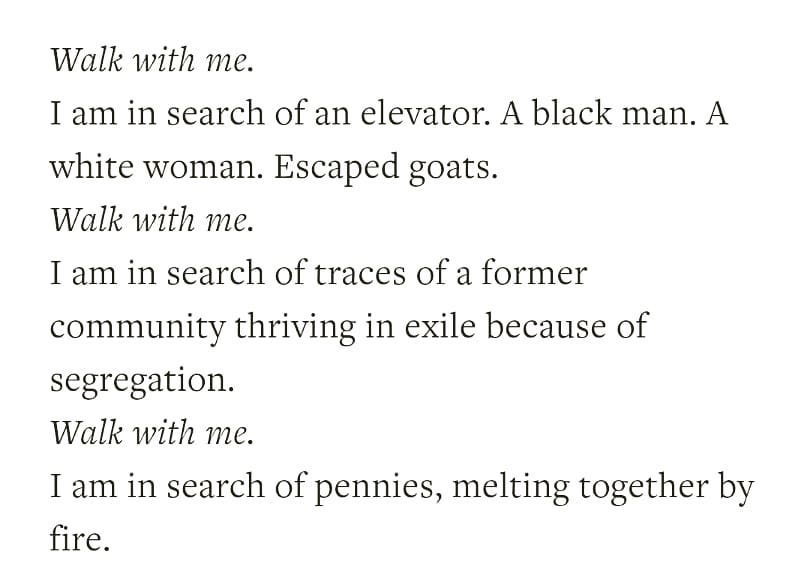 Walk with me.
I am in search of an elevator. A black man. A
white woman. Escaped goats.
Walk with me.
I am in search of traces of a former
community thriving in exile because of
segregation.
Walk with me.
I am in search of pennies, melting together by
fire.